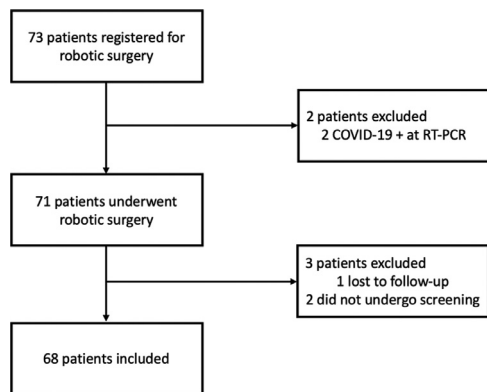 73 patients registered for
robotic surgery
2 patients excluded
2 COVID-19 + at RT-PCR
71 patients underwent
robotic surgery
3 patients excluded
1 lost to follow-up
2 did not undergo screening
68 patients included